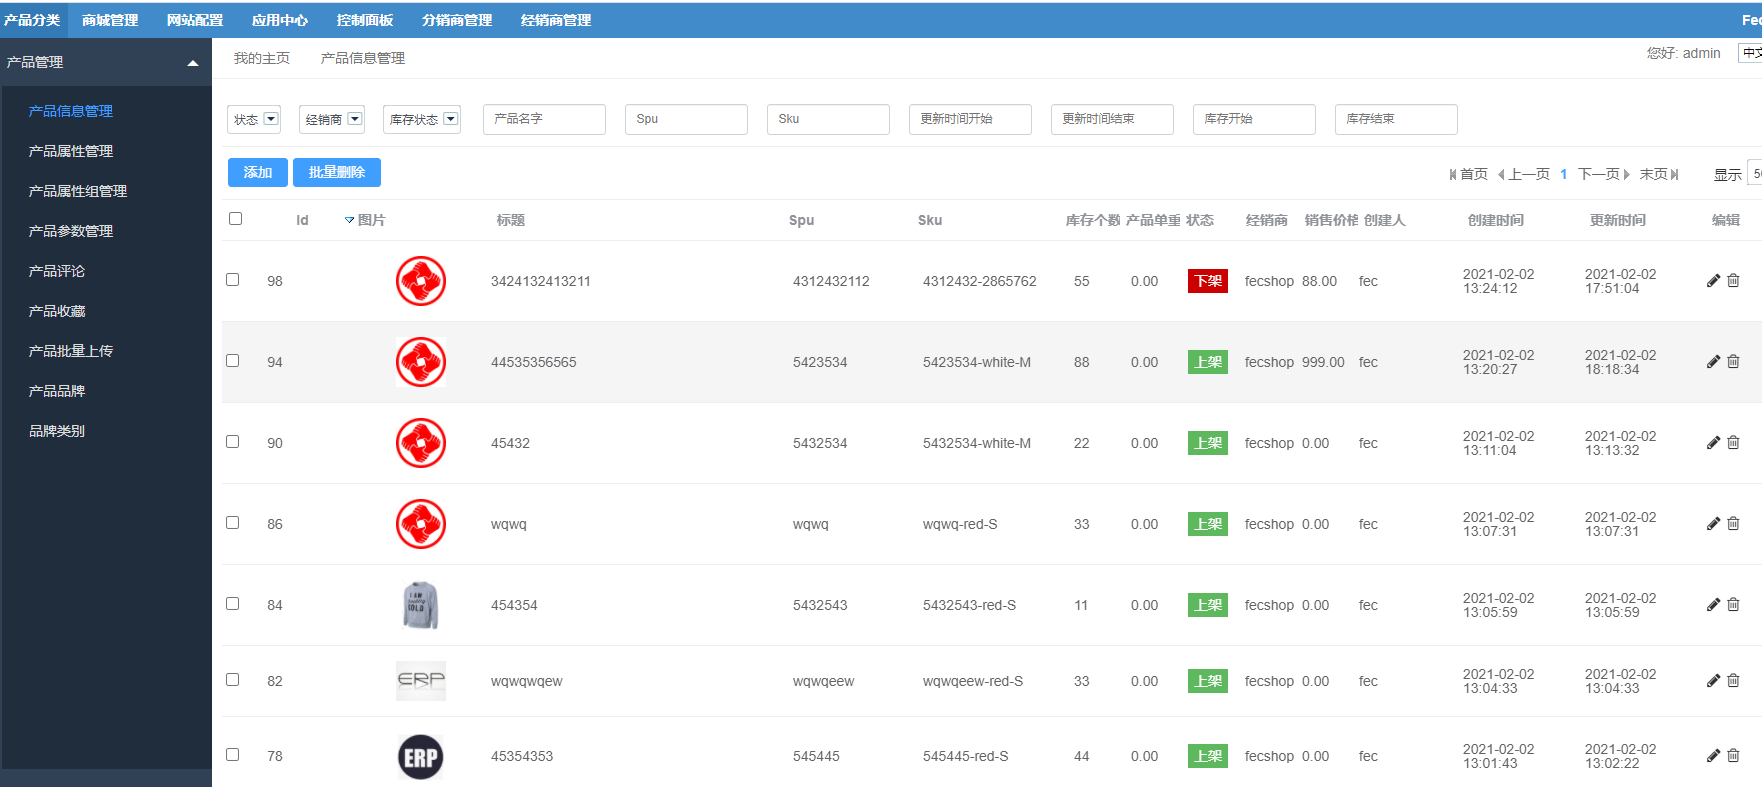 产品分类 商城管理 网站配置 应用中心 控制面板 分销商管理 经销商管理 Fec
产品管理
我的主页 产品信息管理 您好: admin 中文
产品信息管理
产品属性管理
产品属性组管理
产品参数管理
产品评论
产品收藏
产品批量上传
产品品牌
品牌类别
状态 经销商 库存状态 产品名字 Spu Sku 更新时间开始 更新时间结束 库存开始 库存结束
添加 批量删除 首页 上一页 1 下一页 末页 显示
Id 图片 标题 Spu Sku 库存个数 产品单重 状态 经销商 销售价格 创建人 创建时间 更新时间 编辑
98 3424132413211 4312432112 4312432-2865762 55 0.00 下架 fecshop 88.00 fec 2021-02-02 13:24:12 2021-02-02 17:51:04
94 44535356565 5423534 5423534-white-M 88 0.00 上架 fecshop 999.00 fec 2021-02-02 13:20:27 2021-02-02 18:18:34
90 45432 5432534 5432534-white-M 22 0.00 上架 fecshop 0.00 fec 2021-02-02 13:11:04 2021-02-02 13:13:32
86 wqwq wqwq wqwq-red-S 33 0.00 上架 fecshop 0.00 fec 2021-02-02 13:07:31 2021-02-02 13:07:31
I AM
COLD
84 454354 5432543 5432543-red-S 11 0.00 上架 fecshop 0.00 fec 2021-02-02 13:05:59 2021-02-02 13:05:59
82 ERP wqwqwqew wqwqeew wqwqeew-red-S 33 0.00 上架 fecshop 0.00 fec 2021-02-02 13:04:33 2021-02-02 13:04:33
78 ERP 45354353 545445 545445-red-S 44 0.00 上架 fecshop 0.00 fec 2021-02-02 13:01:43 2021-02-02 13:02:22